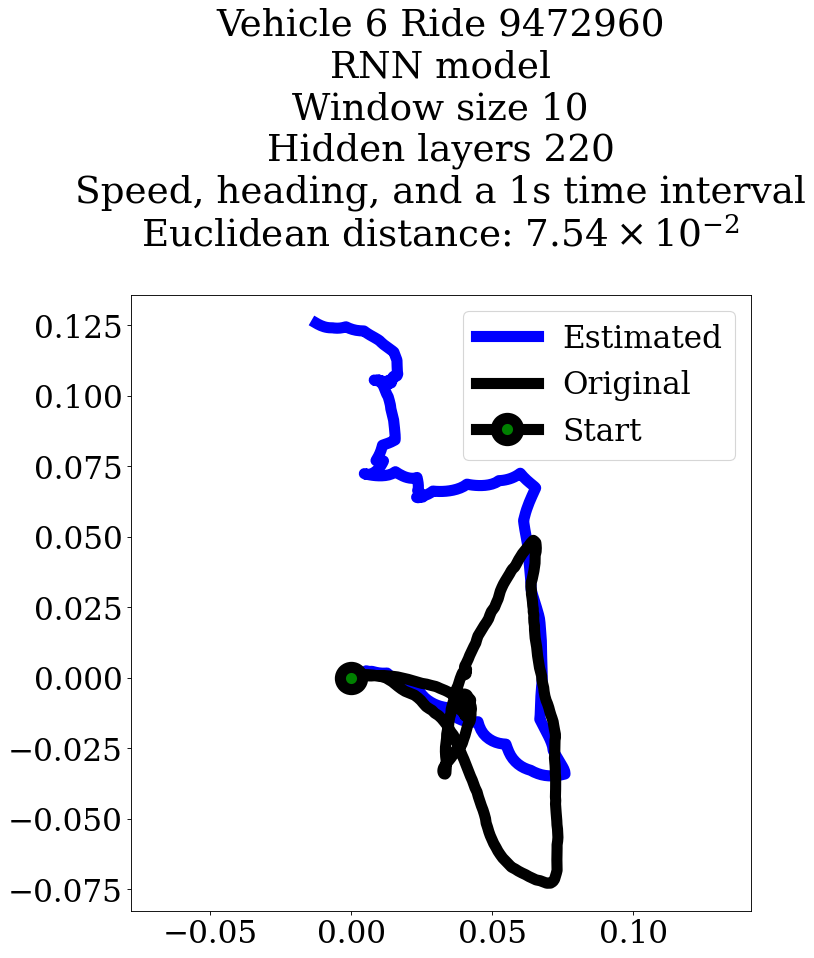 Vehicle 6 Ride 9472960
RNN model
Window size 10
Hidden layers 220
Speed, heading, and a 1s time interval
Euclidean distance: 7.54 × 10⁻²
Estimated
Original
Start
0.125
0.100
0.075
0.050
0.025
0.000
−0.025
−0.050
−0.075
−0.05 0.00 0.05 0.10